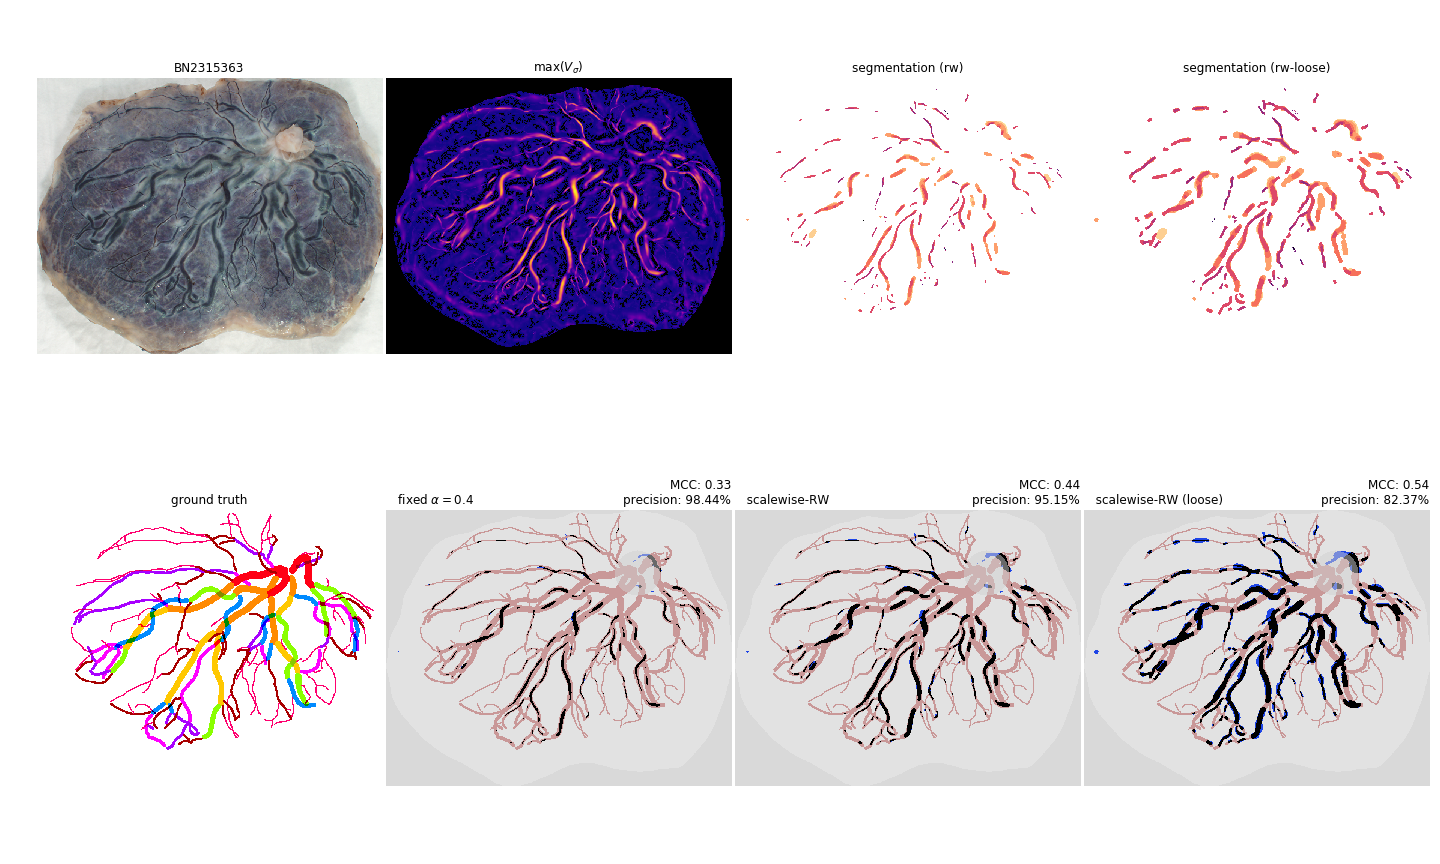 BN2315363
max(V_σ)
segmentation (rw)
segmentation (rw-loose)
ground truth
fixed α = 0.4
MCC: 0.33
precision: 98.44%
scalewise-RW
MCC: 0.44
precision: 95.15%
scalewise-RW (loose)
MCC: 0.54
precision: 82.37%